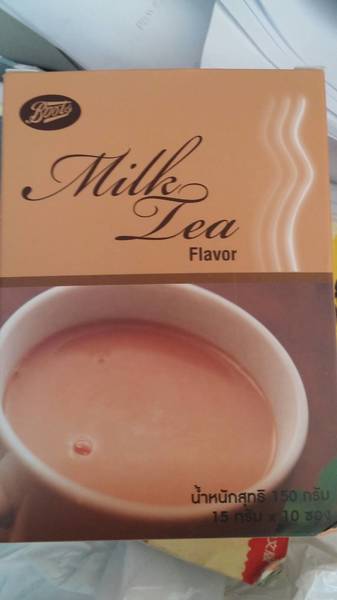 Boots
Milk
Tea
Flavor
น้ำหนักสุทธิ 150 กรัม
15 กรัม x 10 ซอง